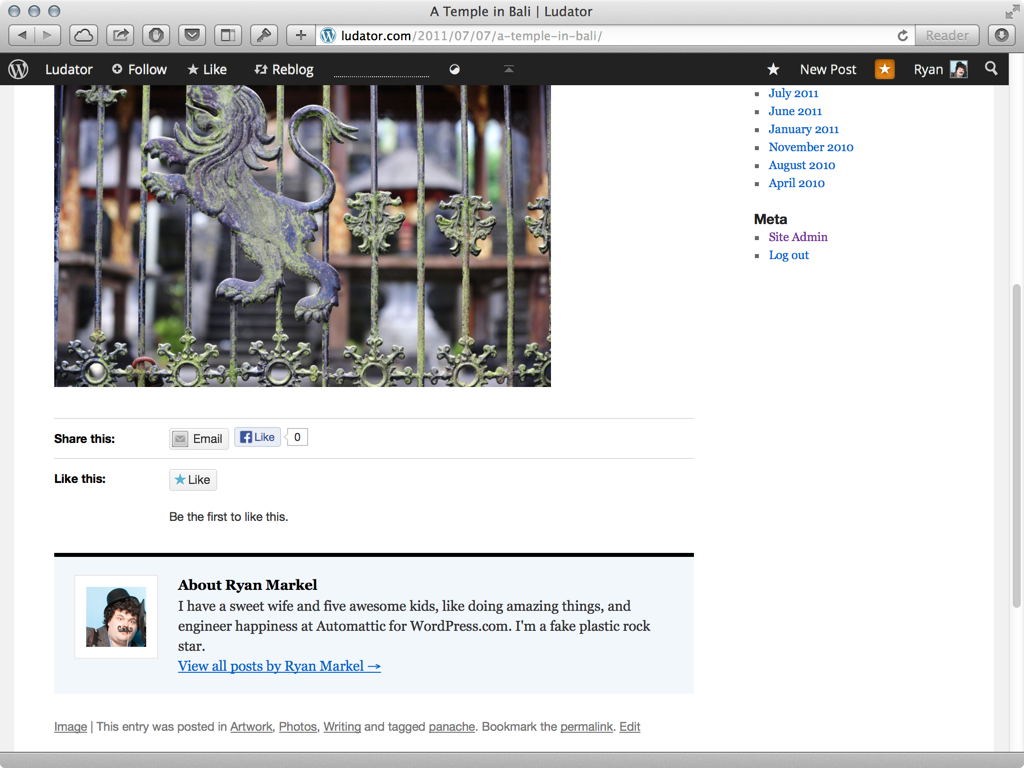 A Temple in Bali | Ludator
ludator.com/2011/07/07/a-temple-in-bali/
Reader
Ludator Follow Like Reblog New Post Ryan
July 2011
June 2011
January 2011
November 2010
August 2010
April 2010
Meta
Site Admin
Log out
Share this: Email Like 0
Like this: Like
Be the first to like this.
About Ryan Markel
I have a sweet wife and five awesome kids, like doing amazing things, and
engineer happiness at Automattic for WordPress.com. I'm a fake plastic rock
star.
View all posts by Ryan Markel →
Image | This entry was posted in Artwork, Photos, Writing and tagged panache. Bookmark the permalink. Edit